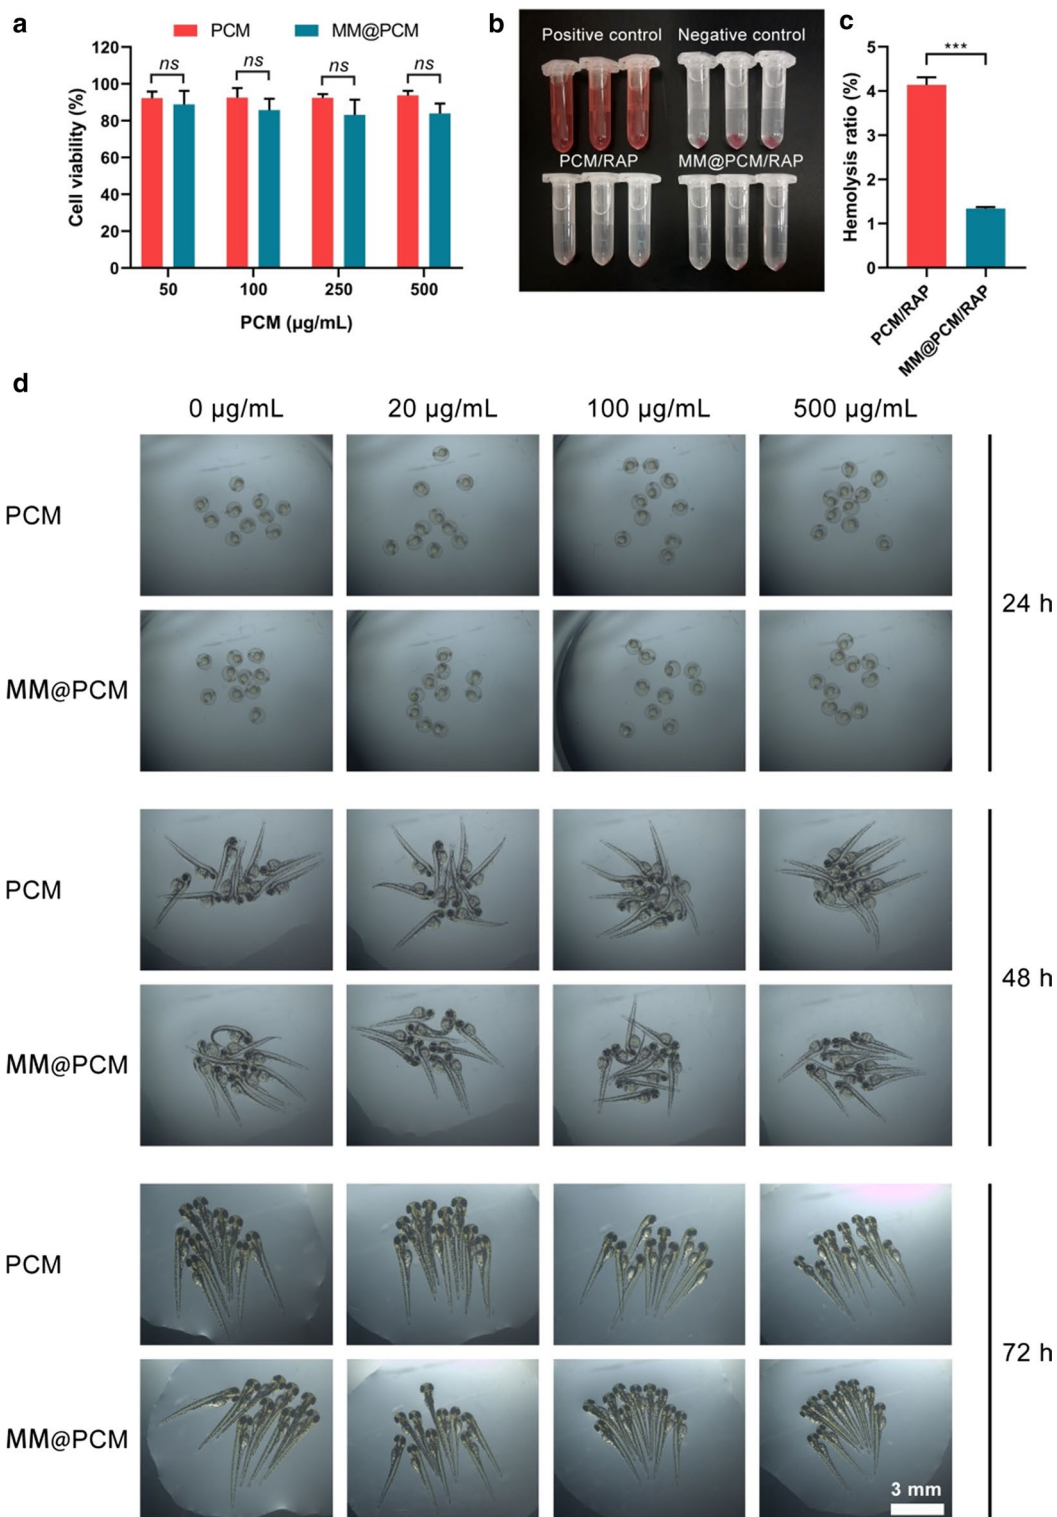 a
PCM MM@PCM
Cell viability (%)
120
100
80
60
40
20
0
ns ns ns ns
50 100 250 500
PCM (µg/mL)
b
Positive control Negative control
PCM/RAP MM@PCM/RAP
c
Hemolysis ratio (%)
5
4
3
2
1
0
***
PCM/RAP
MM@PCM/RAP
d
0 µg/mL 20 µg/mL 100 µg/mL 500 µg/mL
PCM
MM@PCM
24 h
PCM
MM@PCM
48 h
PCM
MM@PCM
72 h
3 mm